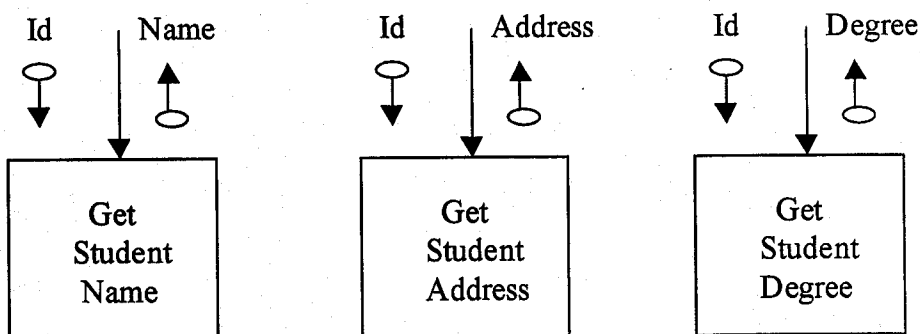 Id Name
Id Address
Id Degree
Get
Student
Name
Get
Student
Address
Get
Student
Degree